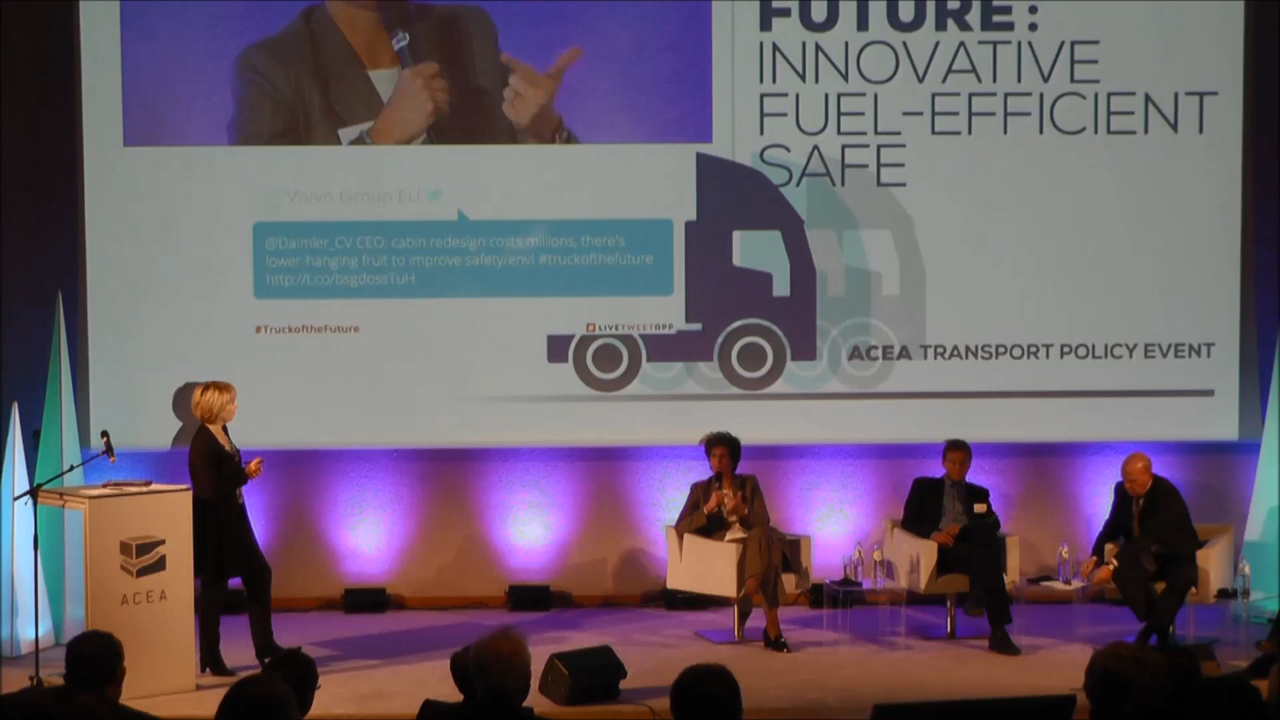 FUTURE:
INNOVATIVE
FUEL-EFFICIENT
SAFE
Volvo Group EU
@Daimler_CV CEO: cabin redesign costs millions, there's
lower-hanging fruit to improve safety/envi #truckofthefuture
#TruckoftheFuture
LIVETWEETAPP
ACEA TRANSPORT POLICY EVENT
ACEA